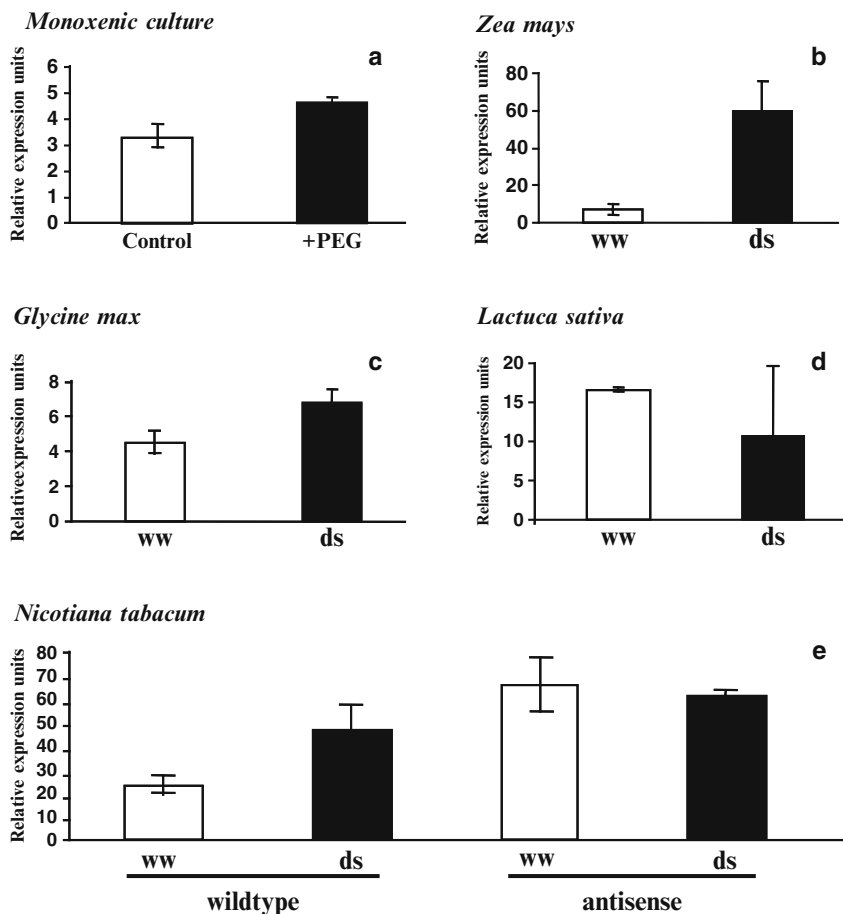 Monoxenic culture
a
Relative expression units
6
5
4
3
2
1
0
Control +PEG
Zea mays
b
Relative expression units
80
60
40
20
0
ww ds
Glycine max
c
Relativeexpression units
8
6
4
2
0
ww ds
Lactuca sativa
d
Relative expression units
20
15
10
5
0
ww ds
Nicotiana tabacum
e
Relative expression units
80
70
60
50
40
30
20
10
0
ww ds ww ds
wildtype antisense